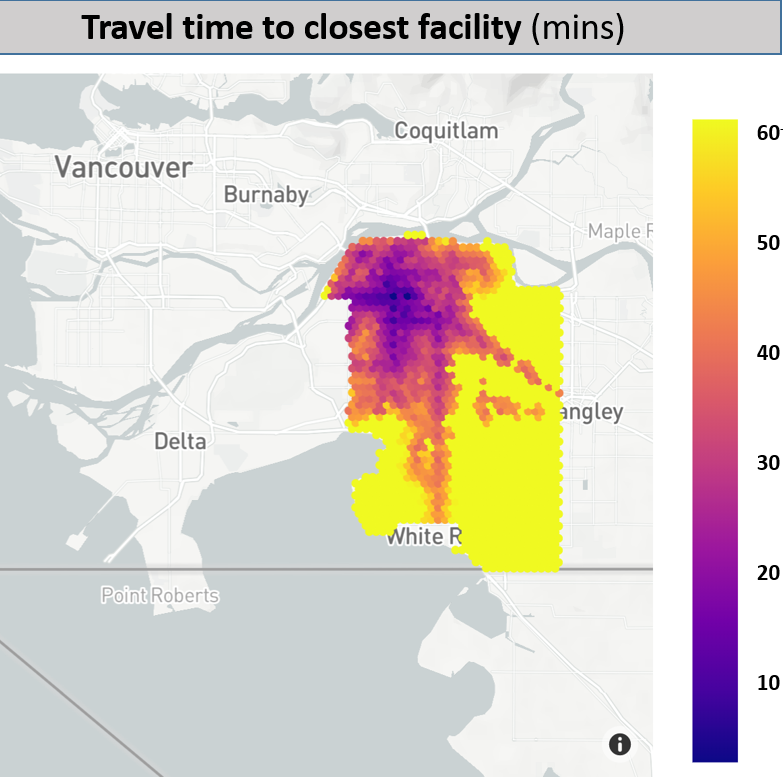 Travel time to closest facility (mins)
Coquitlam
Vancouver
Burnaby
Maple R
angley
Delta
White R
Point Roberts
60
50
40
30
20
10
i